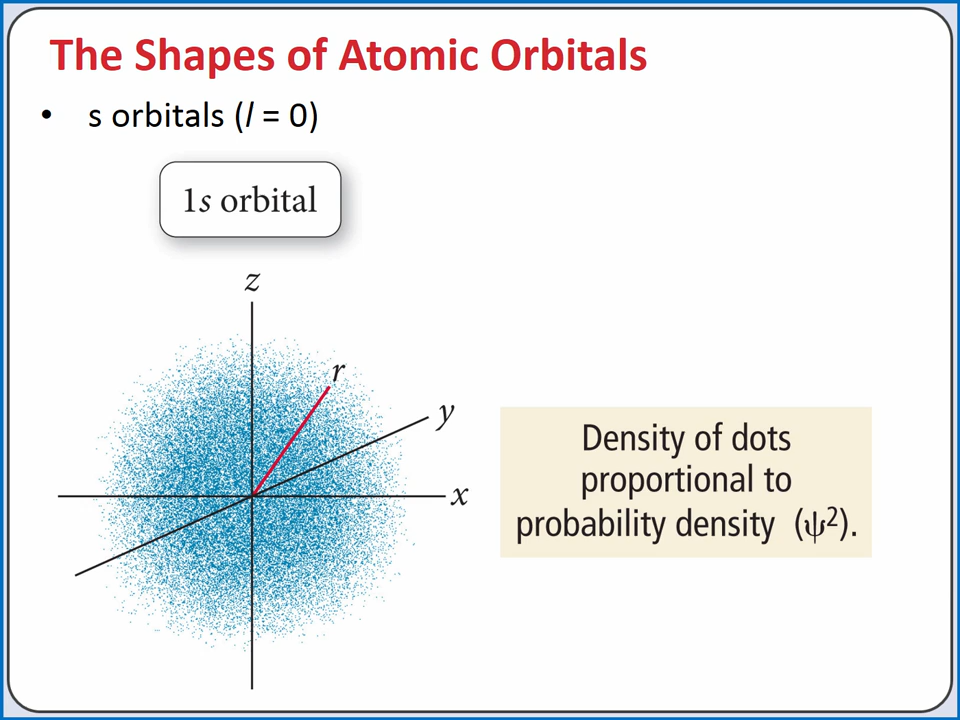 The Shapes of Atomic Orbitals
• s orbitals (l = 0)
1s orbital
z
r
y
x
Density of dots
proportional to
probability density (ψ²).